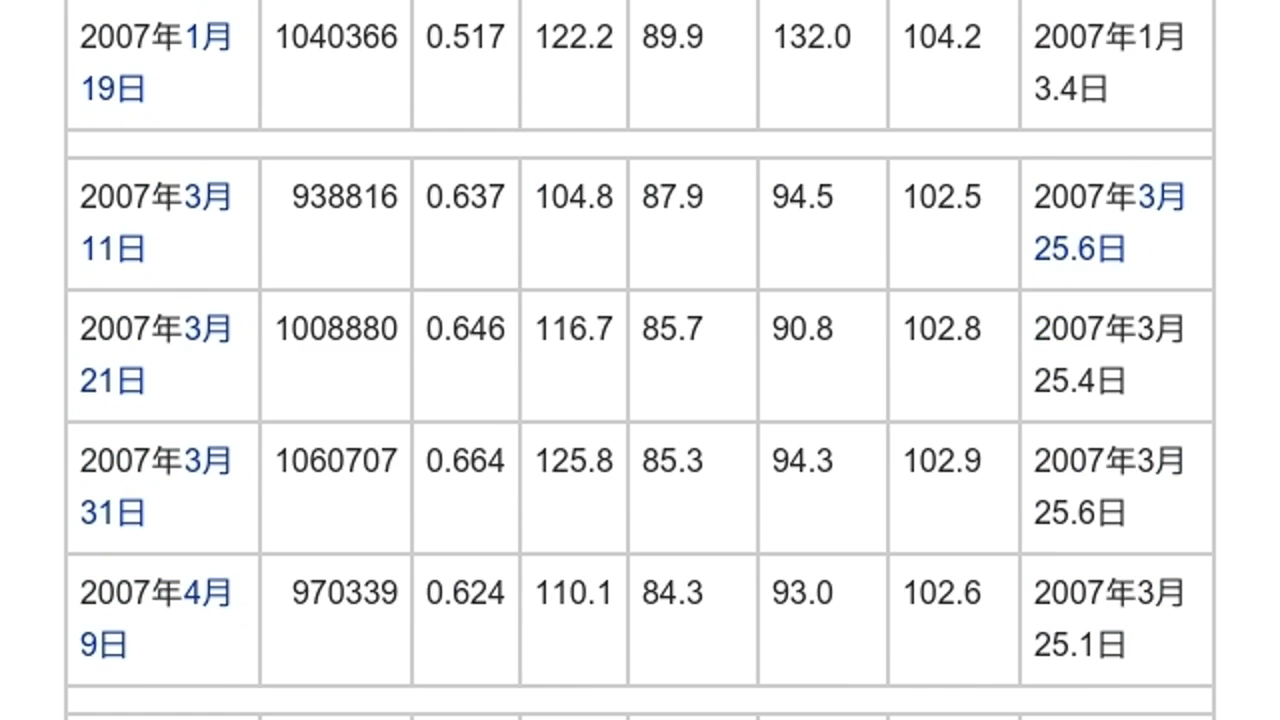 2007年1月 1040366 0.517 122.2 89.9 132.0 104.2 2007年1月
19日 3.4日
2007年3月 938816 0.637 104.8 87.9 94.5 102.5 2007年3月
11日 25.6日
2007年3月 1008880 0.646 116.7 85.7 90.8 102.8 2007年3月
21日 25.4日
2007年3月 1060707 0.664 125.8 85.3 94.3 102.9 2007年3月
31日 25.6日
2007年4月 970339 0.624 110.1 84.3 93.0 102.6 2007年3月
9日 25.1日